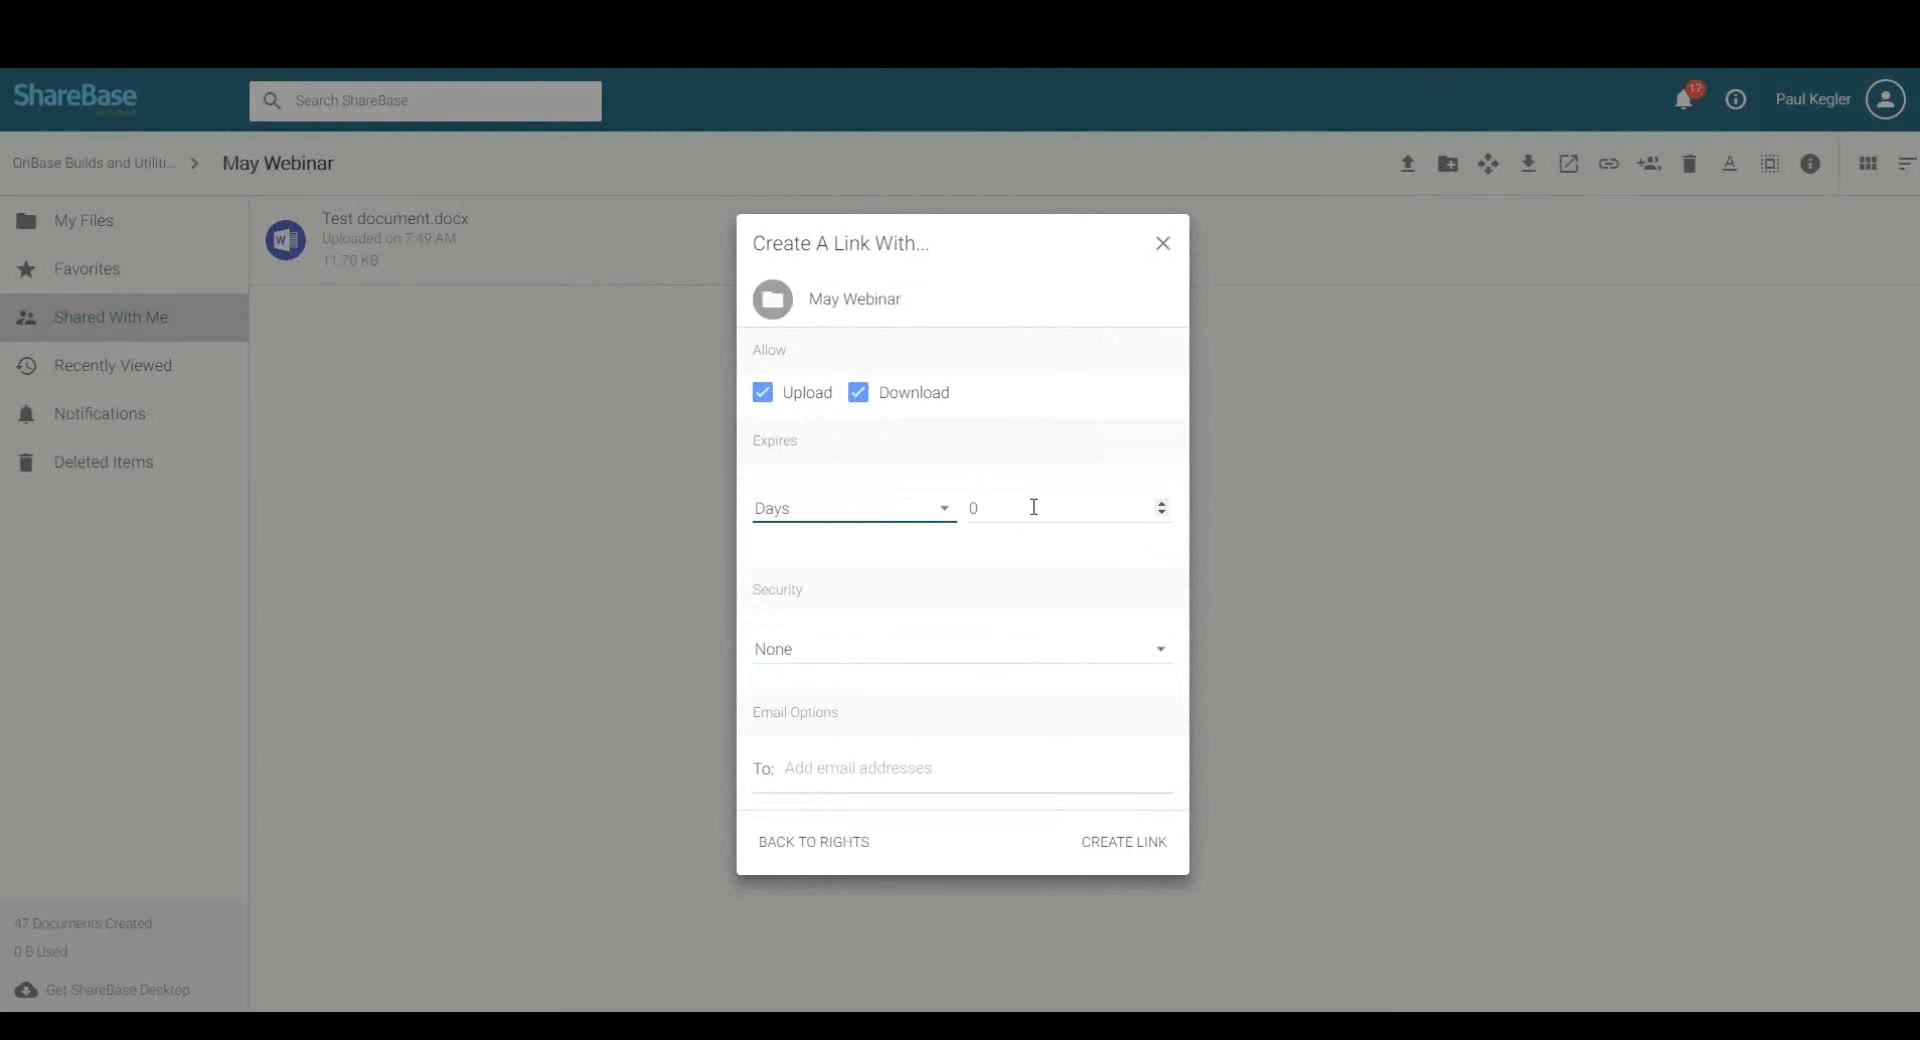 ShareBase
Search ShareBase
17
Paul Kegler
OnBase Builds and Utiliti...
May Webinar
My Files
Favorites
Shared With Me
Recently Viewed
Notifications
Deleted Items
Test document.docx
Uploaded on 7:49 AM
11.70 KB
W
Create A Link With...
May Webinar
Allow
Upload
Download
Expires
Days
0
Security
None
Email Options
To: Add email addresses
BACK TO RIGHTS
CREATE LINK
47 Documents Created
0 B Used
Get ShareBase Desktop